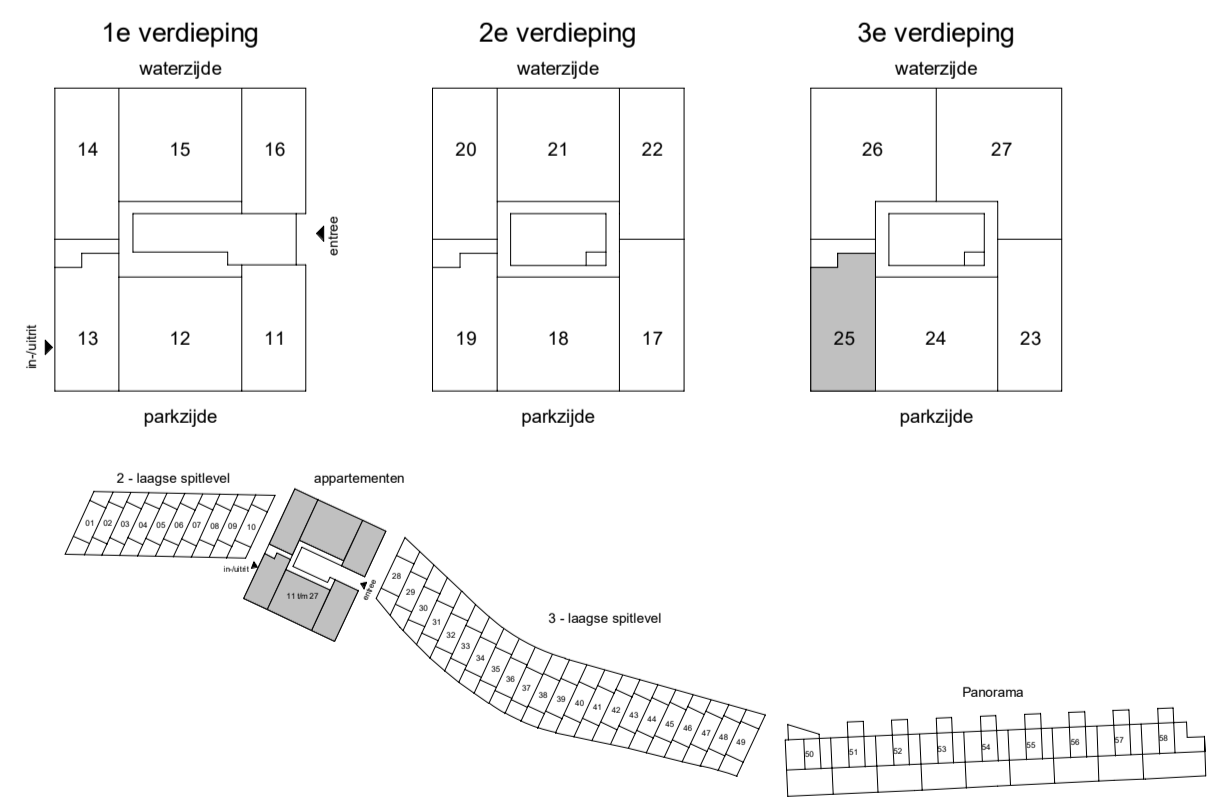 1e verdieping
waterzijde
14 15 16
entree
in-/uitrit
13 12 11
parkzijde
2e verdieping
waterzijde
20 21 22
19 18 17
parkzijde
3e verdieping
waterzijde
26 27
25 24 23
parkzijde
2 - laagse spitlevel
01 02 03 04 05 06 07 08 09 10
appartementen
in-/uitrit
11 t/m 27
entree
3 - laagse spitlevel
28
29
30
31
32
33
34
35
36
37
38
39
40
41
42
43
44
45
46
47
48
49
Panorama
50 51 52 53 54 55 56 57 58